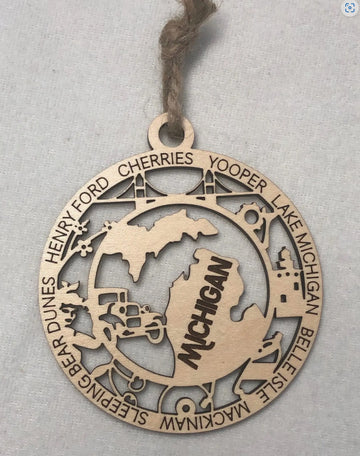 HENRY FORD CHERRIES YOOPER LAKE MICHIGAN BELLE ISLE MACKINAW SLEEPING BEAR DUNES
MICHIGAN